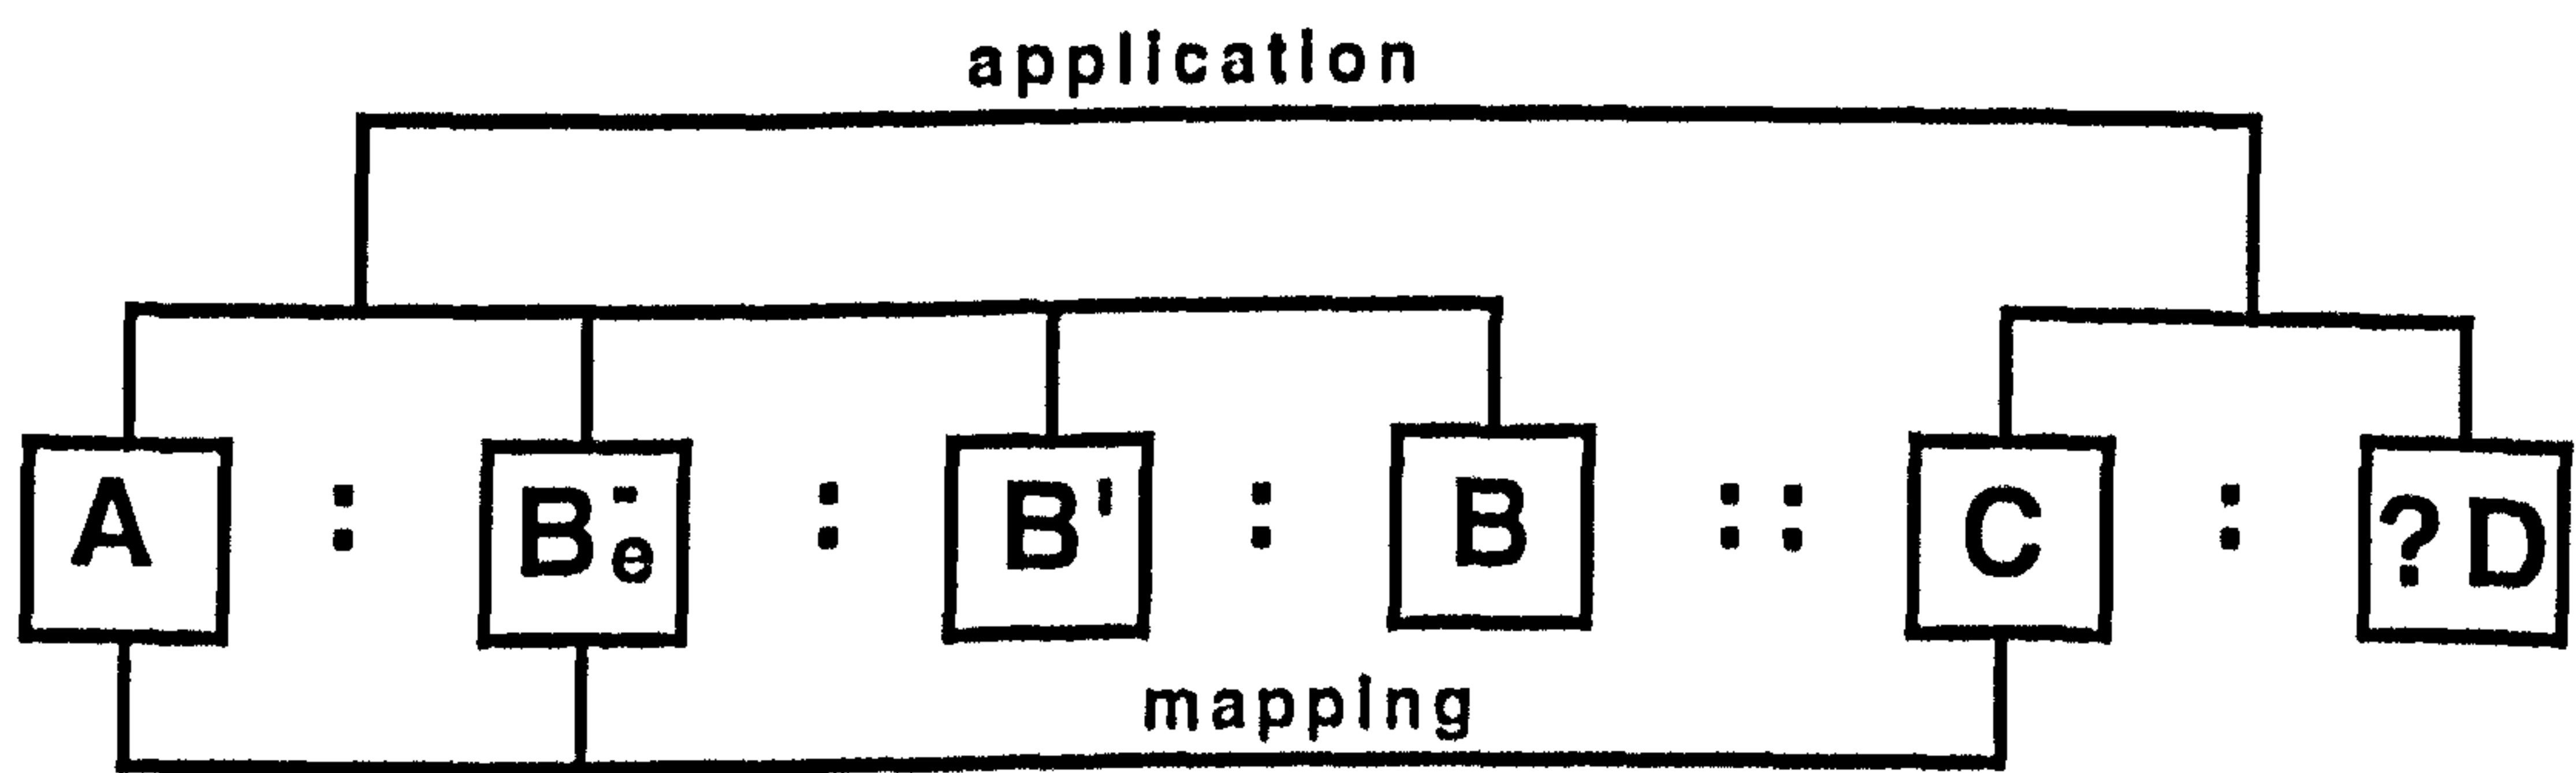 application
A : B⁻ₑ : B' : B :: C : ?D
mapping